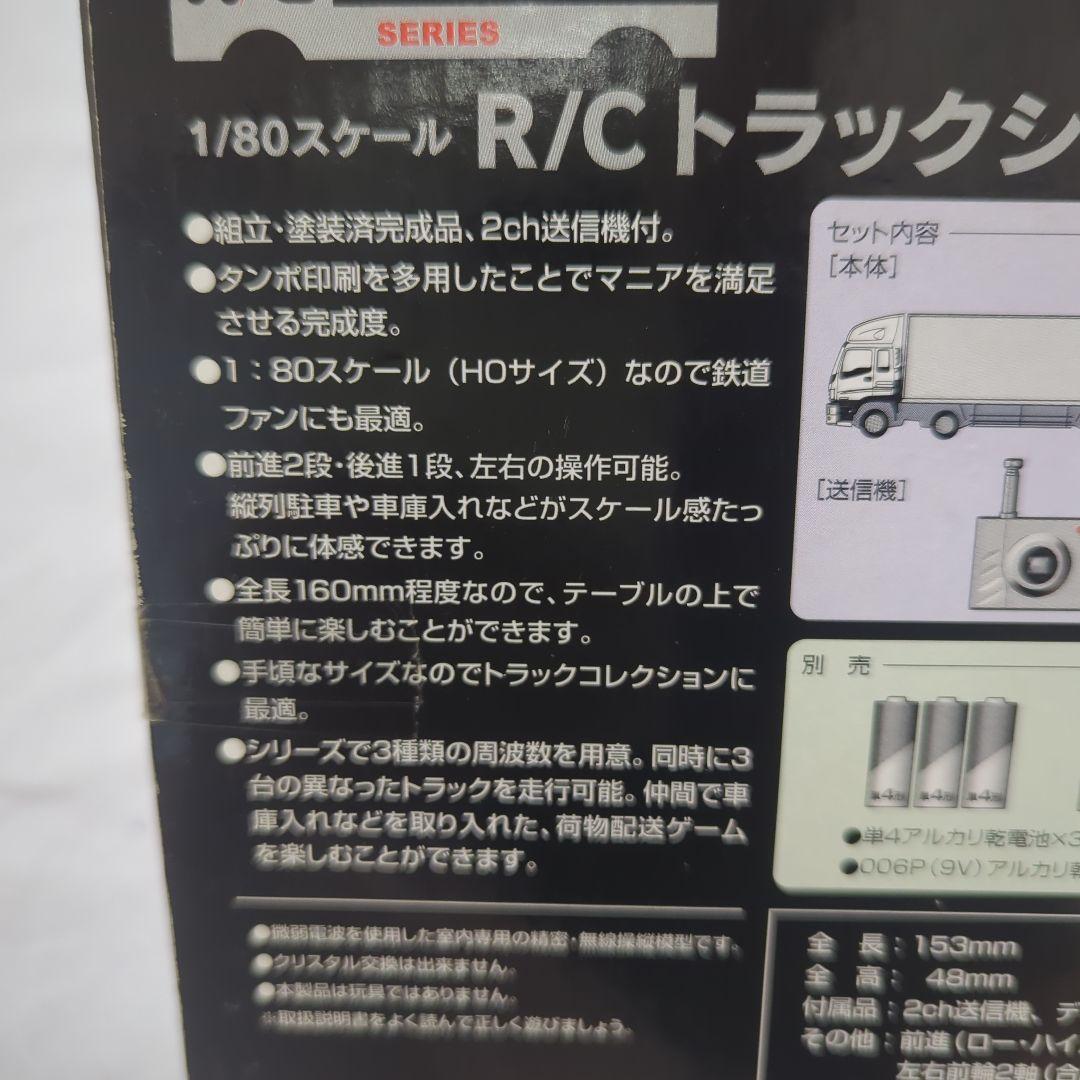 SERIES
1/80スケール R/Cトラックシ
●組立・塗装済完成品、2ch送信機付。
●タンポ印刷を多用したことでマニアを満足
させる完成度。
●1：80スケール（HOサイズ）なので鉄道
ファンにも最適。
●前進2段・後進1段、左右の操作可能。
縦列駐車や車庫入れなどがスケール感たっ
ぷりに体感できます。
●全長160mm程度なので、テーブルの上で
簡単に楽しむことができます。
●手頃なサイズなのでトラックコレクションに
最適。
●シリーズで3種類の周波数を用意。同時に3
台の異なったトラックを走行可能。仲間で車
庫入れなどを取り入れた、荷物配送ゲーム
を楽しむことができます。
●微弱電波を使用した室内専用の精密・無線操縦模型です。
●クリスタル交換は出来ません。
●本製品は玩具ではありません。
※取扱説明書をよく読んで正しく遊びましょう。
セット内容
［本体］
［送信機］
別 売
単4 単4 単4
●単4アルカリ乾電池×3
●006P（9V）アルカリ乾
全 長：153mm
全 高： 48mm
付属品：2ch送信機、デ
その他：前進（ロー・ハイ
左右前輪2軸（合